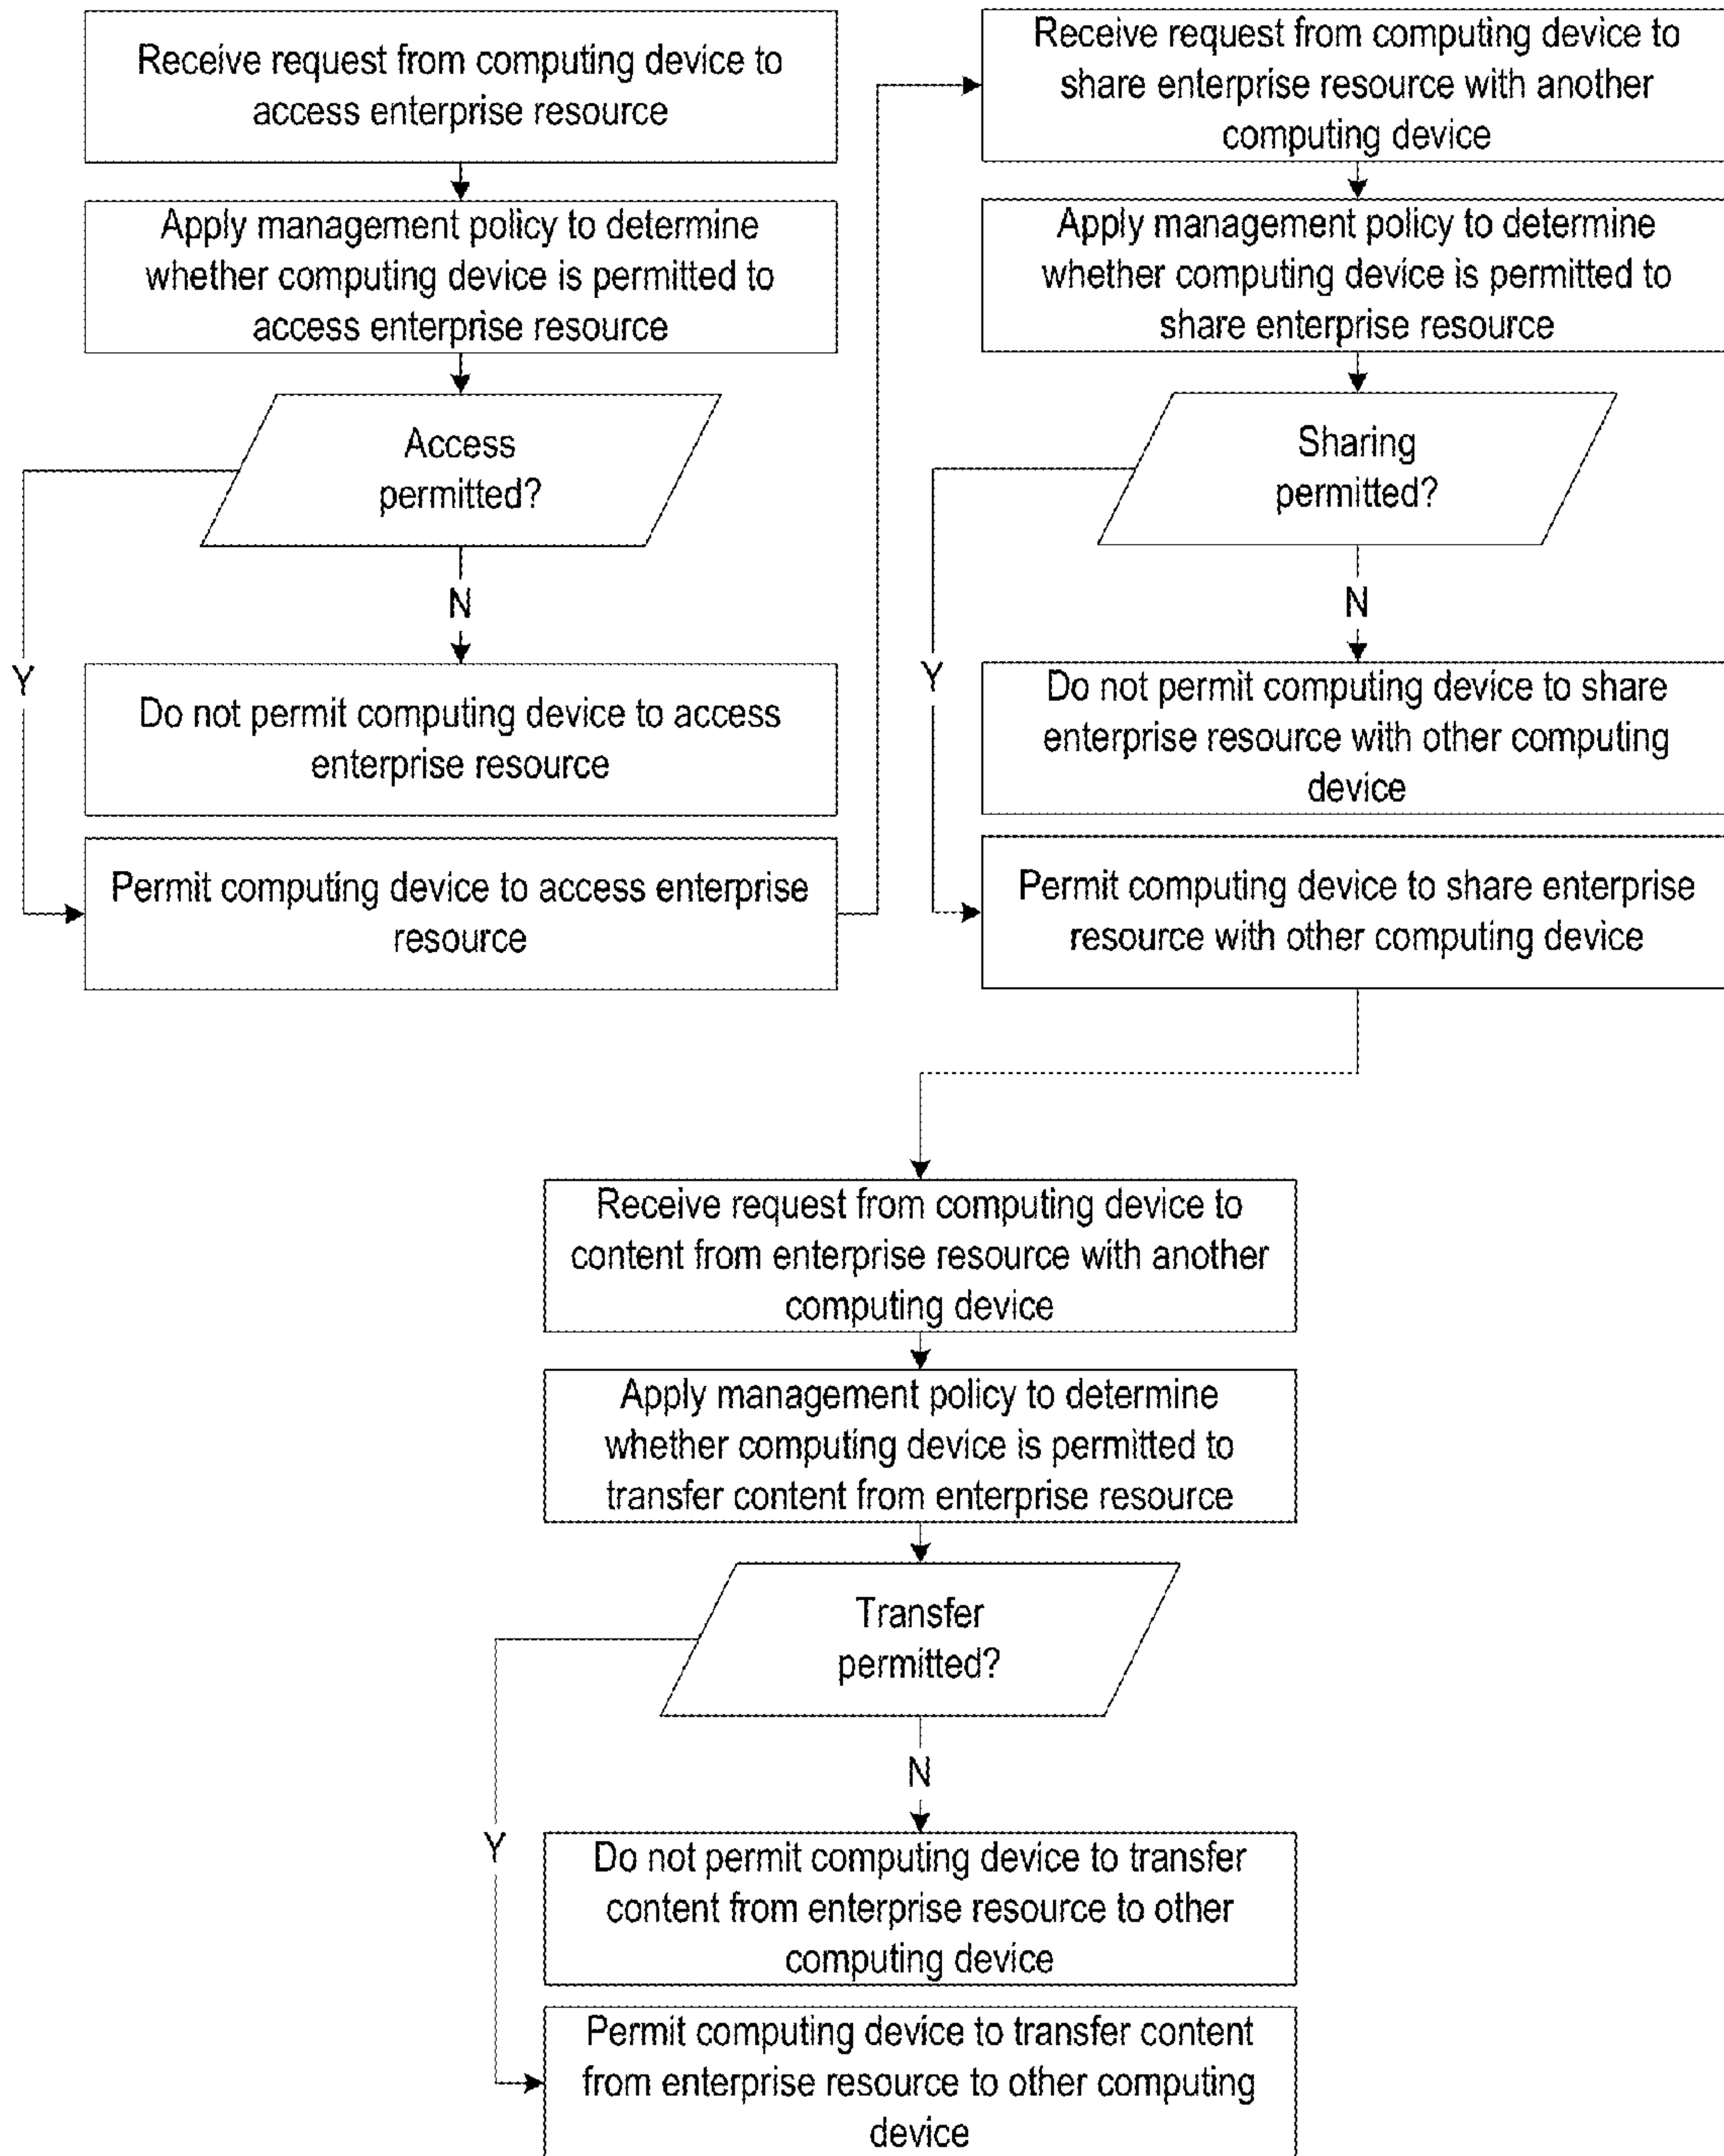 Receive request from computing device to
access enterprise resource
Apply management policy to determine
whether computing device is permitted to
access enterprise resource
Access
permitted?
N
Y
Do not permit computing device to access
enterprise resource
Permit computing device to access enterprise
resource
Receive request from computing device to
share enterprise resource with another
computing device
Apply management policy to determine
whether computing device is permitted to
share enterprise resource
Sharing
permitted?
N
Y
Do not permit computing device to share
enterprise resource with other computing
device
Permit computing device to share enterprise
resource with other computing device
Receive request from computing device to
content from enterprise resource with another
computing device
Apply management policy to determine
whether computing device is permitted to
transfer content from enterprise resource
Transfer
permitted?
N
Y
Do not permit computing device to transfer
content from enterprise resource to other
computing device
Permit computing device to transfer content
from enterprise resource to other computing
device